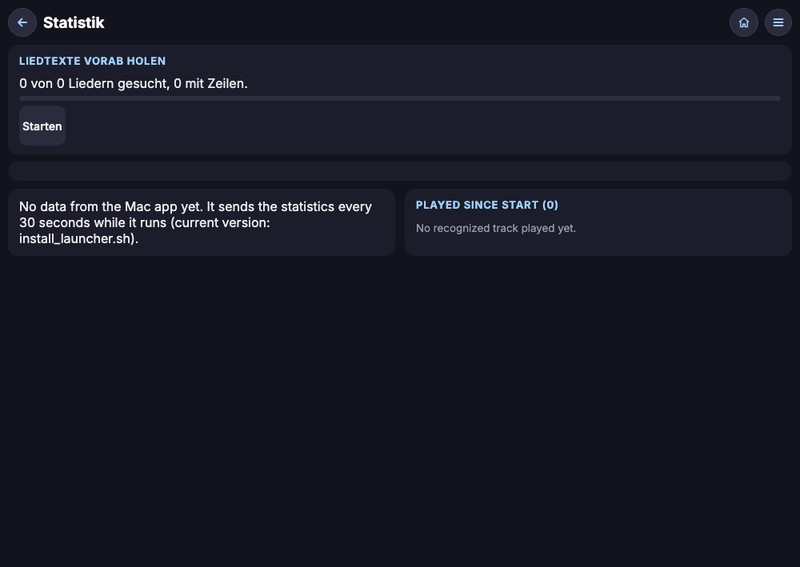 Statistik
LIEDTEXTE VORAB HOLEN
0 von 0 Liedern gesucht, 0 mit Zeilen.
Starten
No data from the Mac app yet. It sends the statistics every
30 seconds while it runs (current version:
install_launcher.sh).
PLAYED SINCE START (0)
No recognized track played yet.